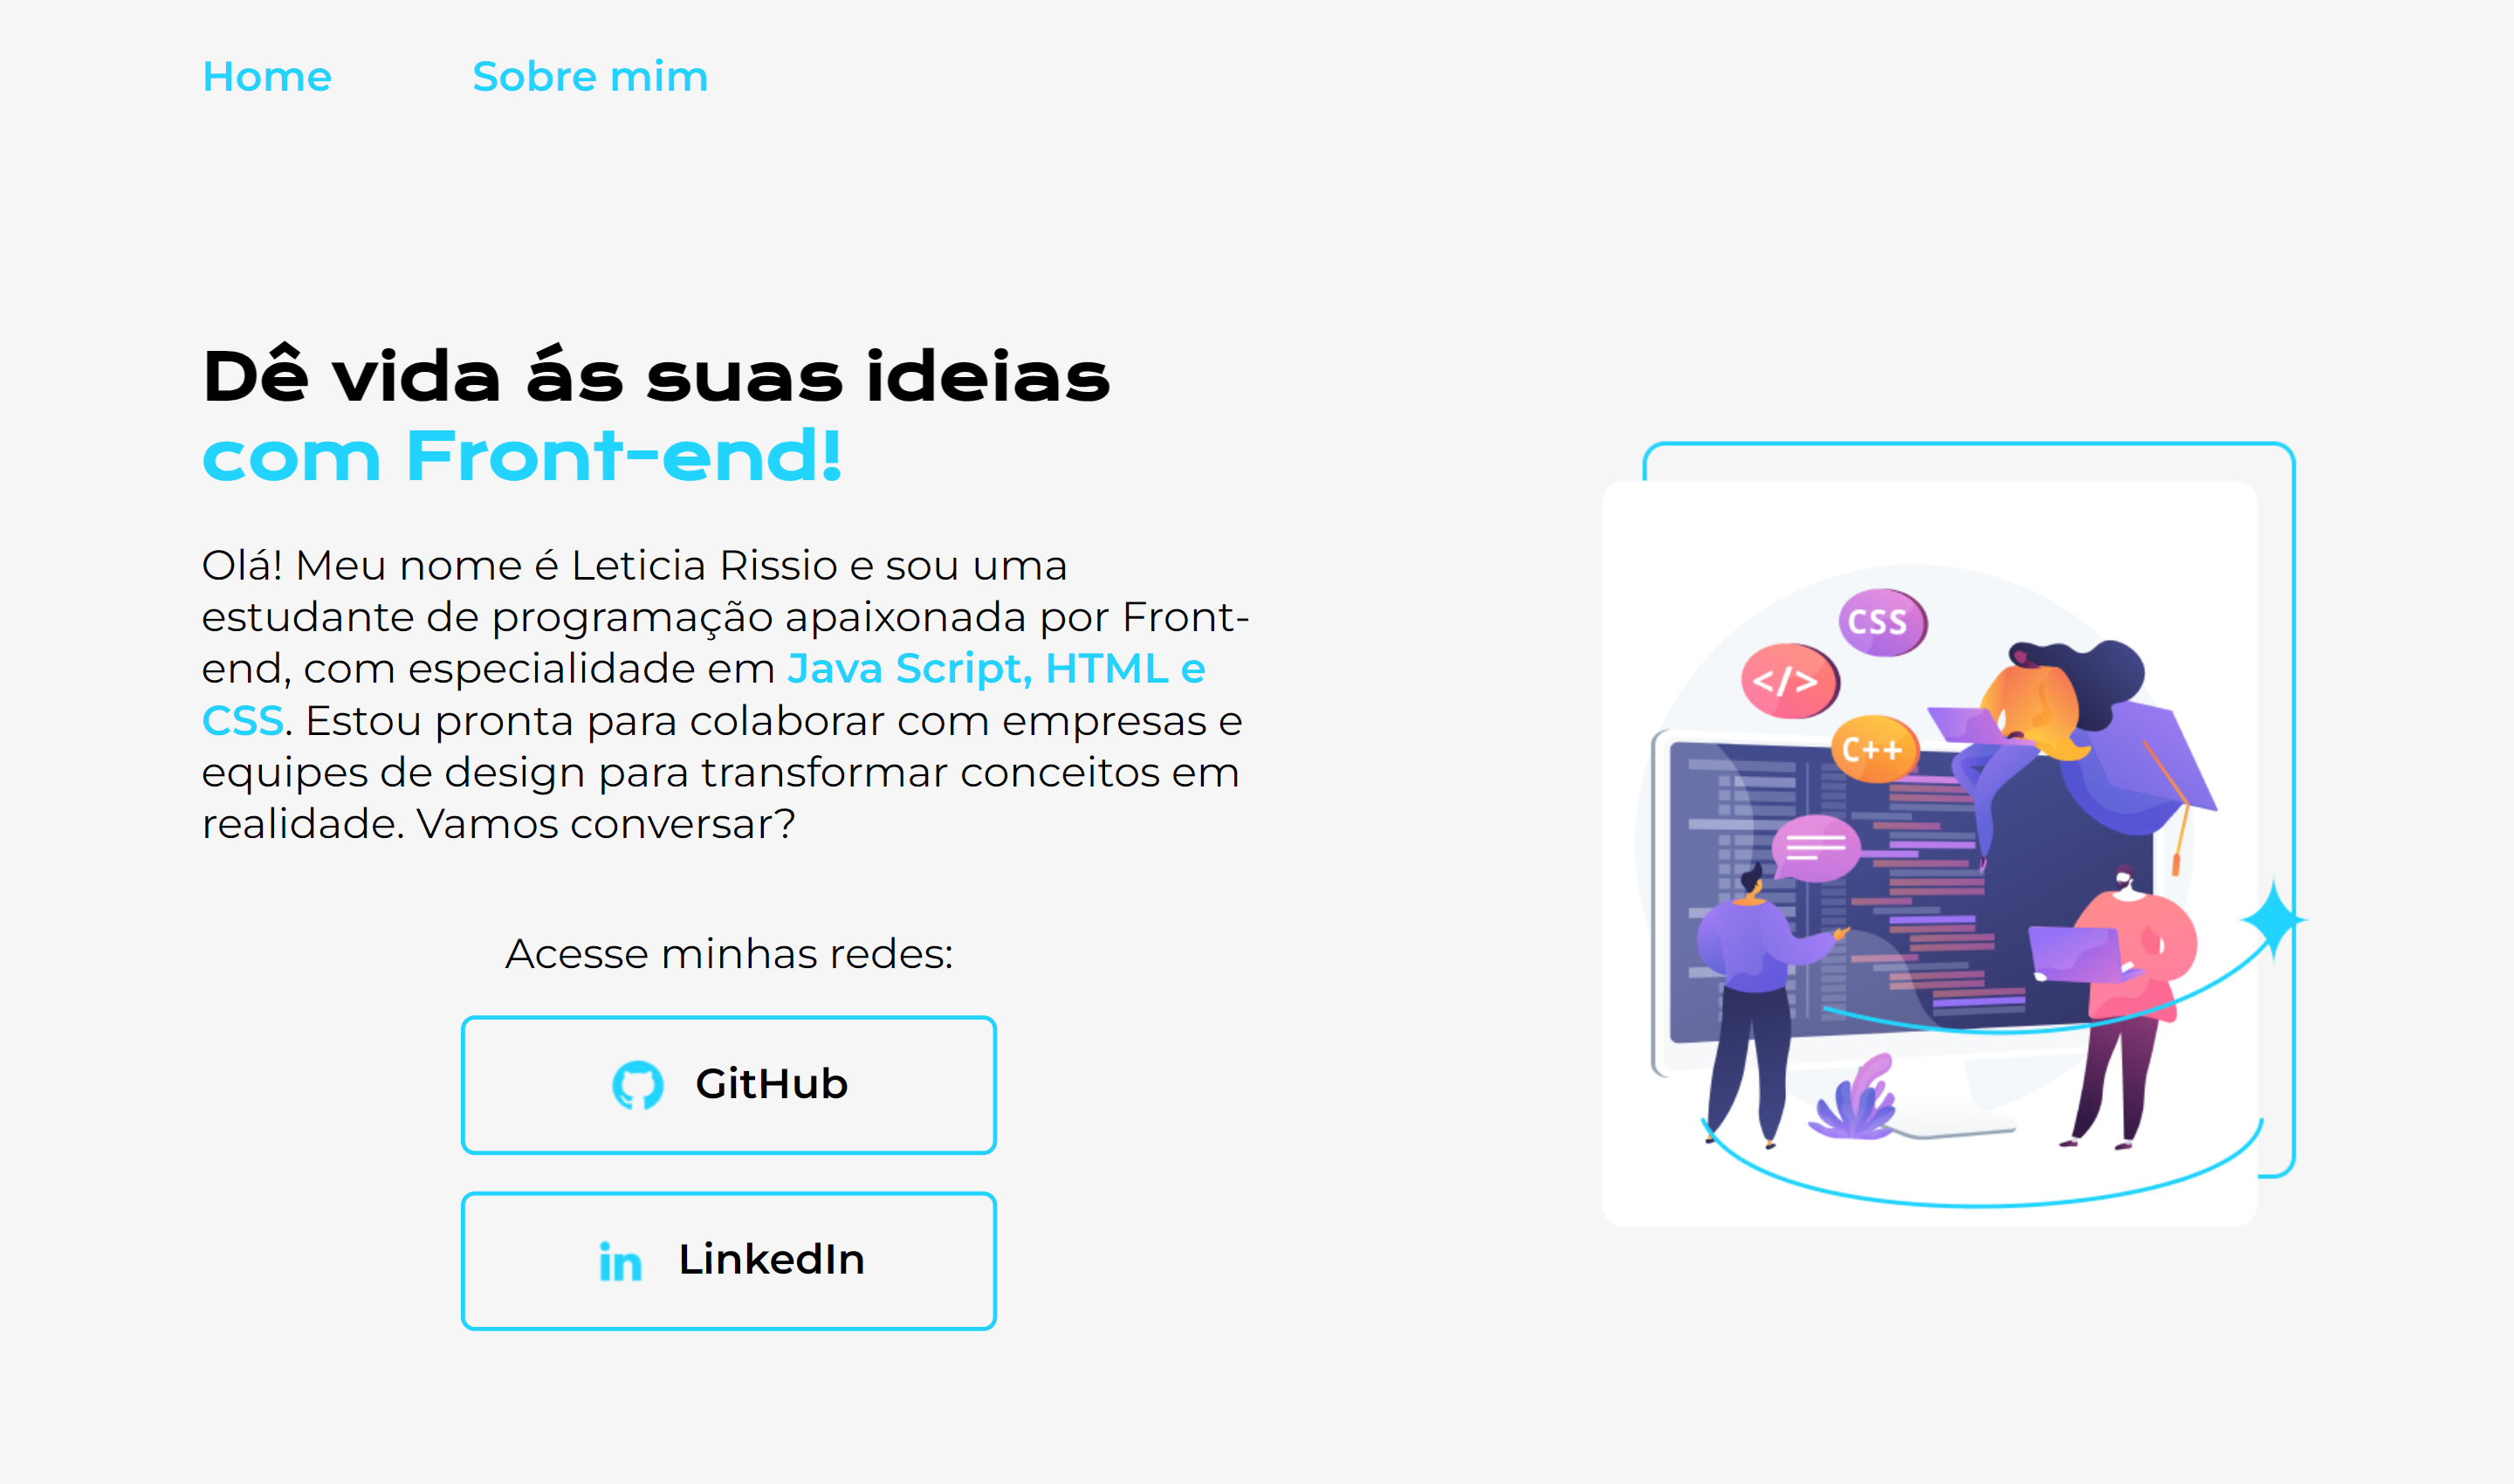 Home
Sobre mim
Dê vida ás suas ideias
com Front-end!
Olá! Meu nome é Leticia Rissio e sou uma
estudante de programação apaixonada por Front-
end, com especialidade em Java Script, HTML e
CSS. Estou pronta para colaborar com empresas e
equipes de design para transformar conceitos em
realidade. Vamos conversar?
Acesse minhas redes:
GitHub
in LinkedIn
CSS
</>
C++